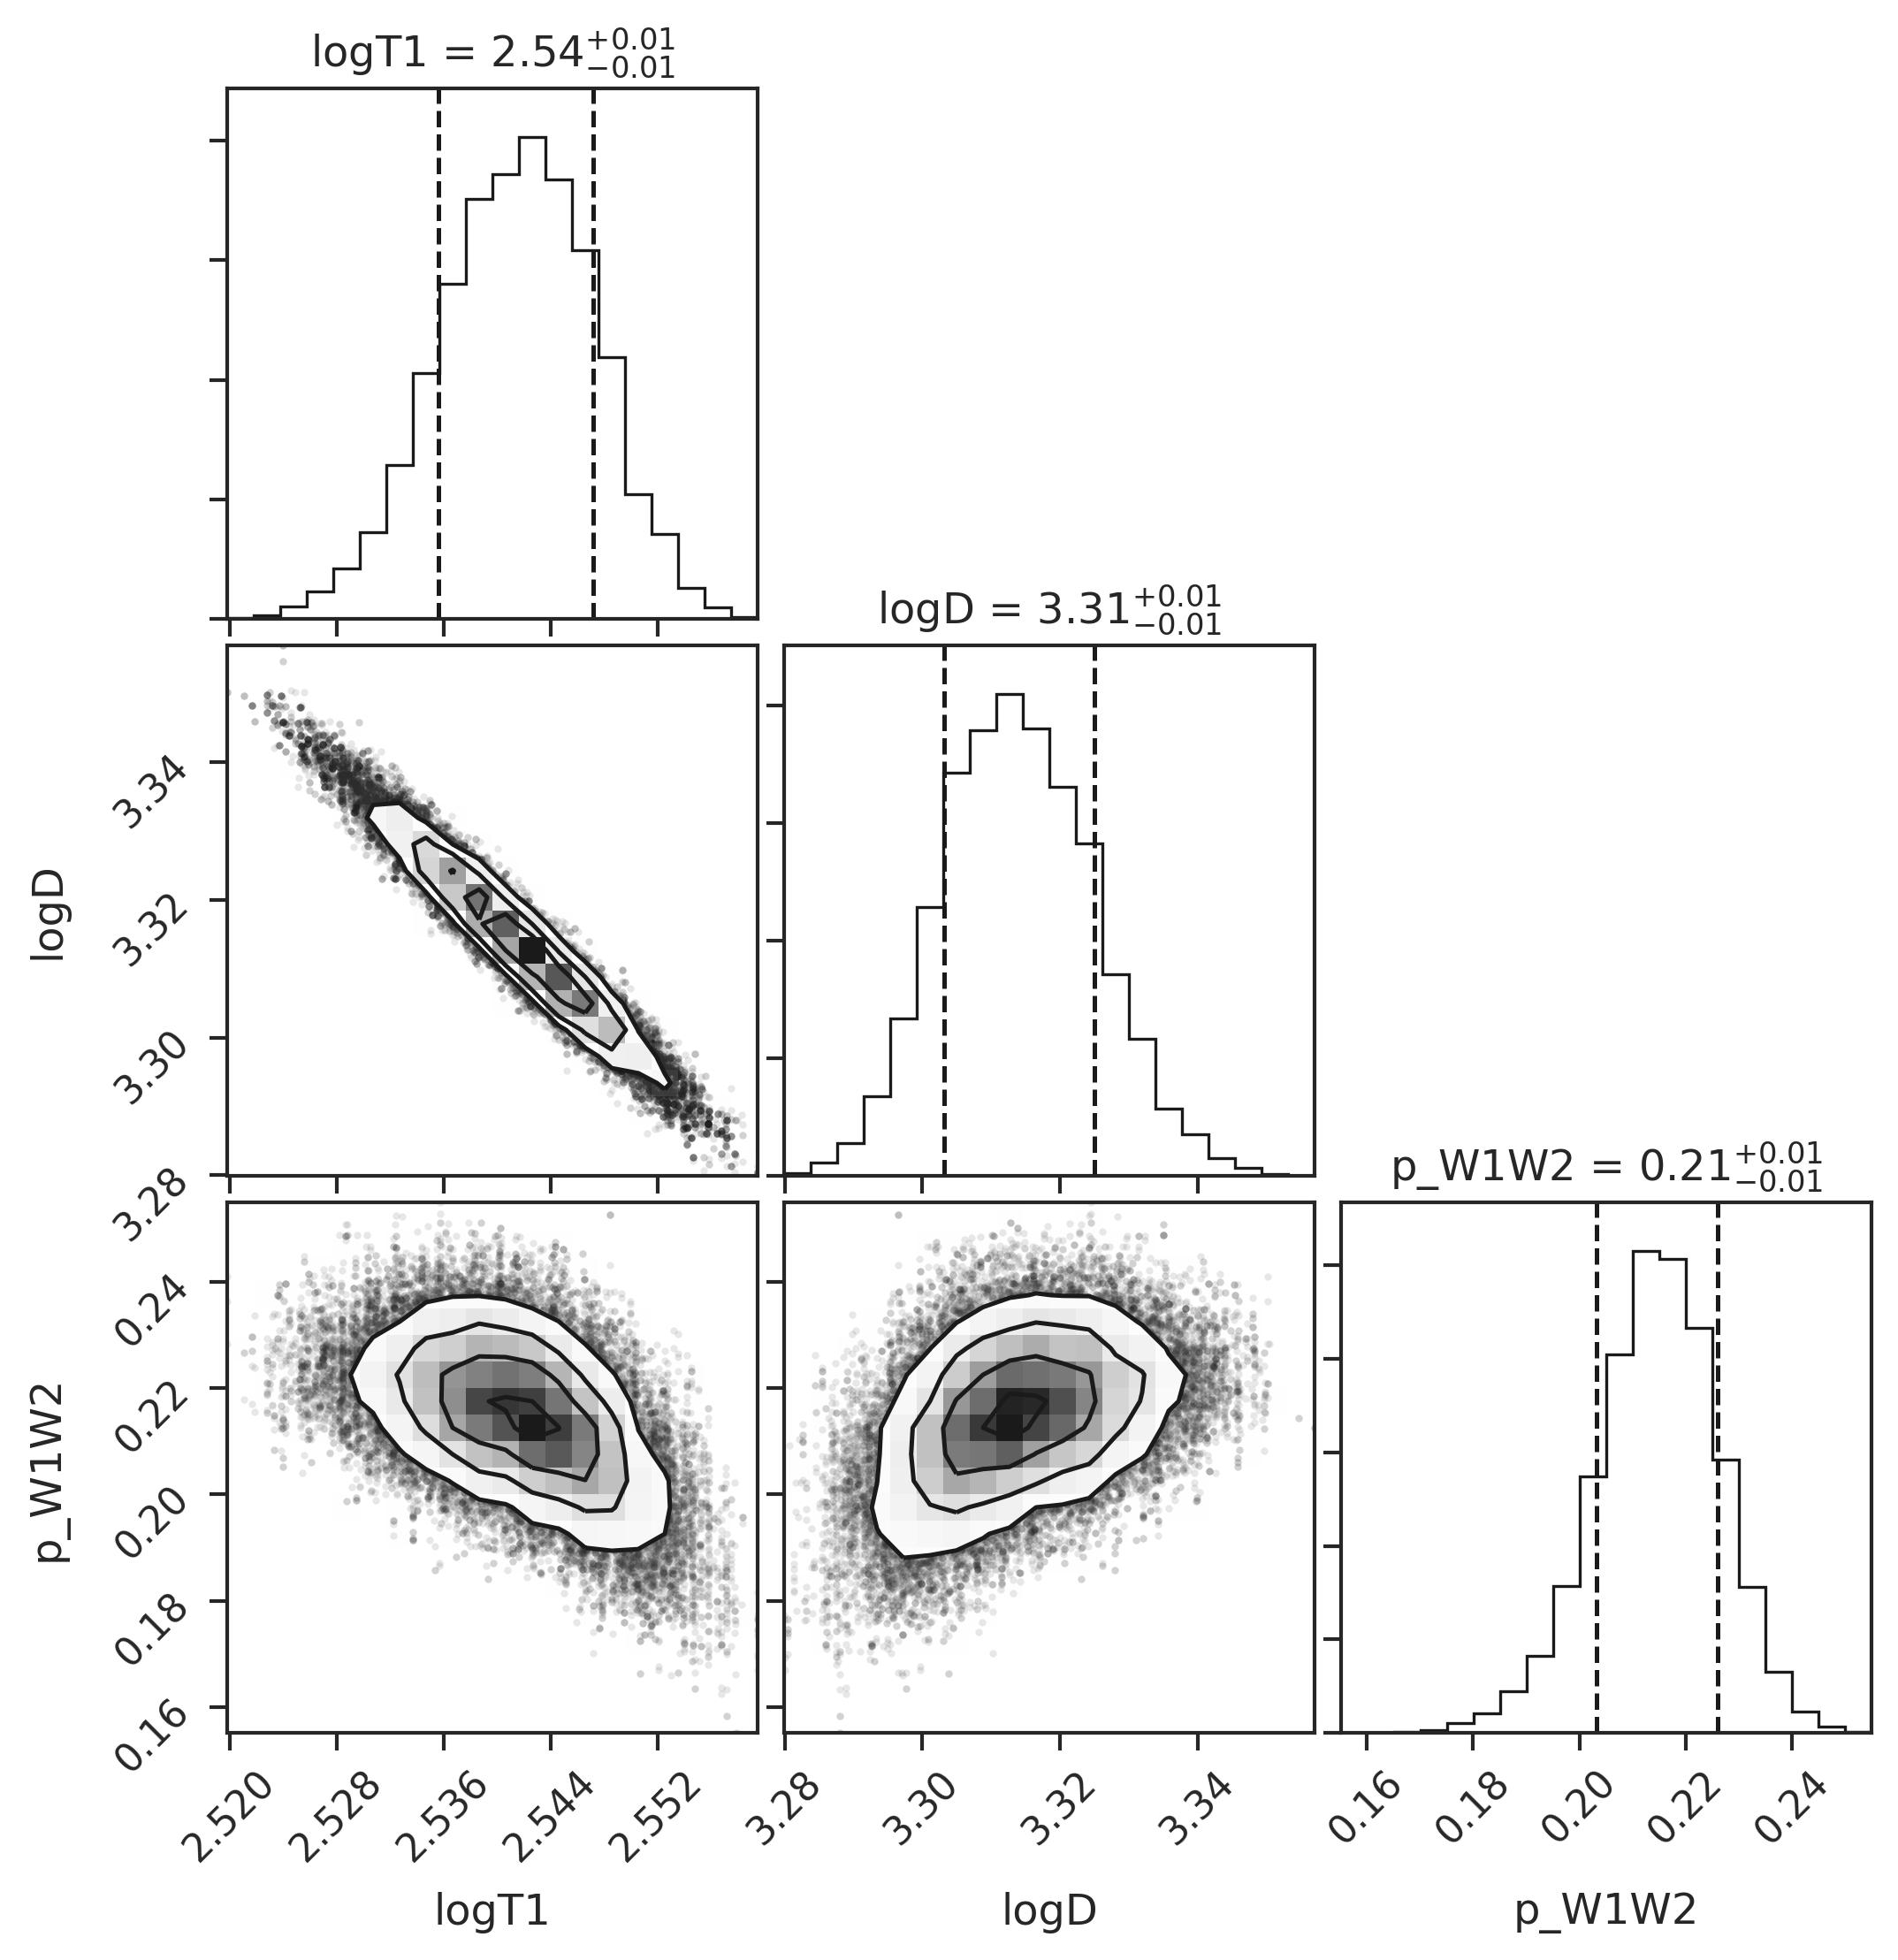 logT1 = 2.54 +0.01 −0.01
logD = 3.31 +0.01 −0.01
logD
3.34
3.32
3.30
3.28
p_W1W2 = 0.21 +0.01 −0.01
p_W1W2
0.24
0.22
0.20
0.18
0.16
2.520 2.528 2.536 2.544 2.552 3.28 3.30 3.32 3.34 0.16 0.18 0.20 0.22 0.24
logT1 logD p_W1W2